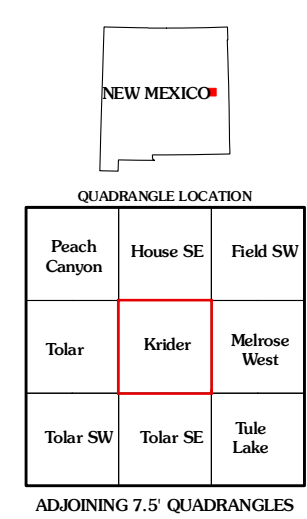 NEW MEXICO
QUADRANGLE LOCATION
Peach
Canyon
House SE
Field SW
Tolar
Krider
Melrose
West
Tolar SW
Tolar SE
Tule
Lake
ADJOINING 7.5' QUADRANGLES